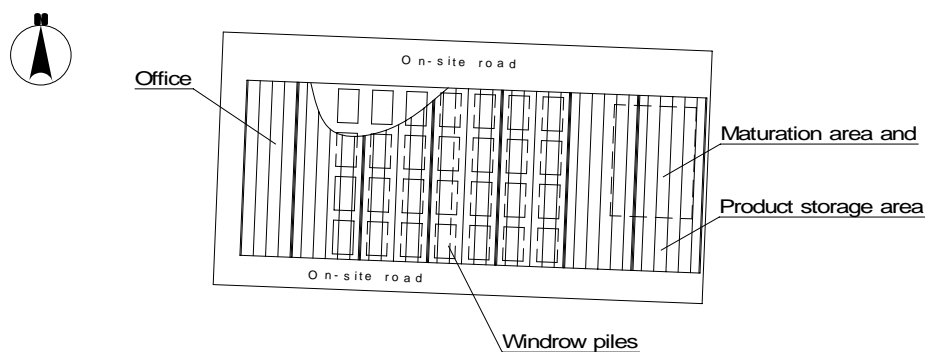 N
On-site road
Office
Maturation area and
Product storage area
On-site road
Windrow piles